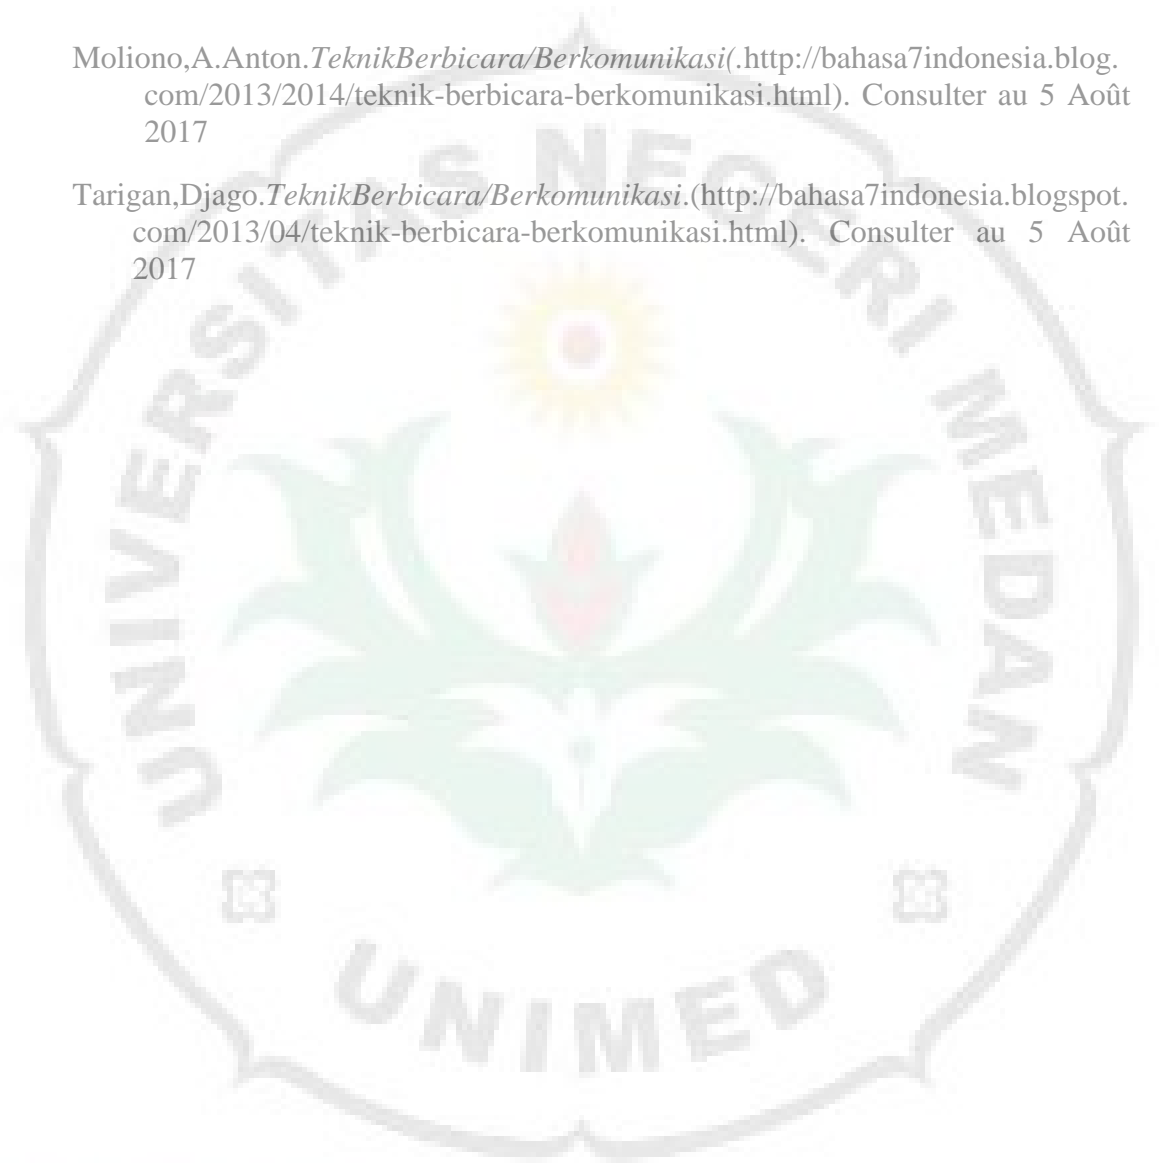 Moliono,A.Anton.TeknikBerbicara/Berkomunikasi(.http://bahasa7indonesia.blog.
com/2013/2014/teknik-berbicara-berkomunikasi.html). Consulter au 5 Août
2017
Tarigan,Djago.TeknikBerbicara/Berkomunikasi.(http://bahasa7indonesia.blogspot.
com/2013/04/teknik-berbicara-berkomunikasi.html). Consulter au 5 Août
2017
UNIVERSITAS NEGERI MEDAN
UNIMED